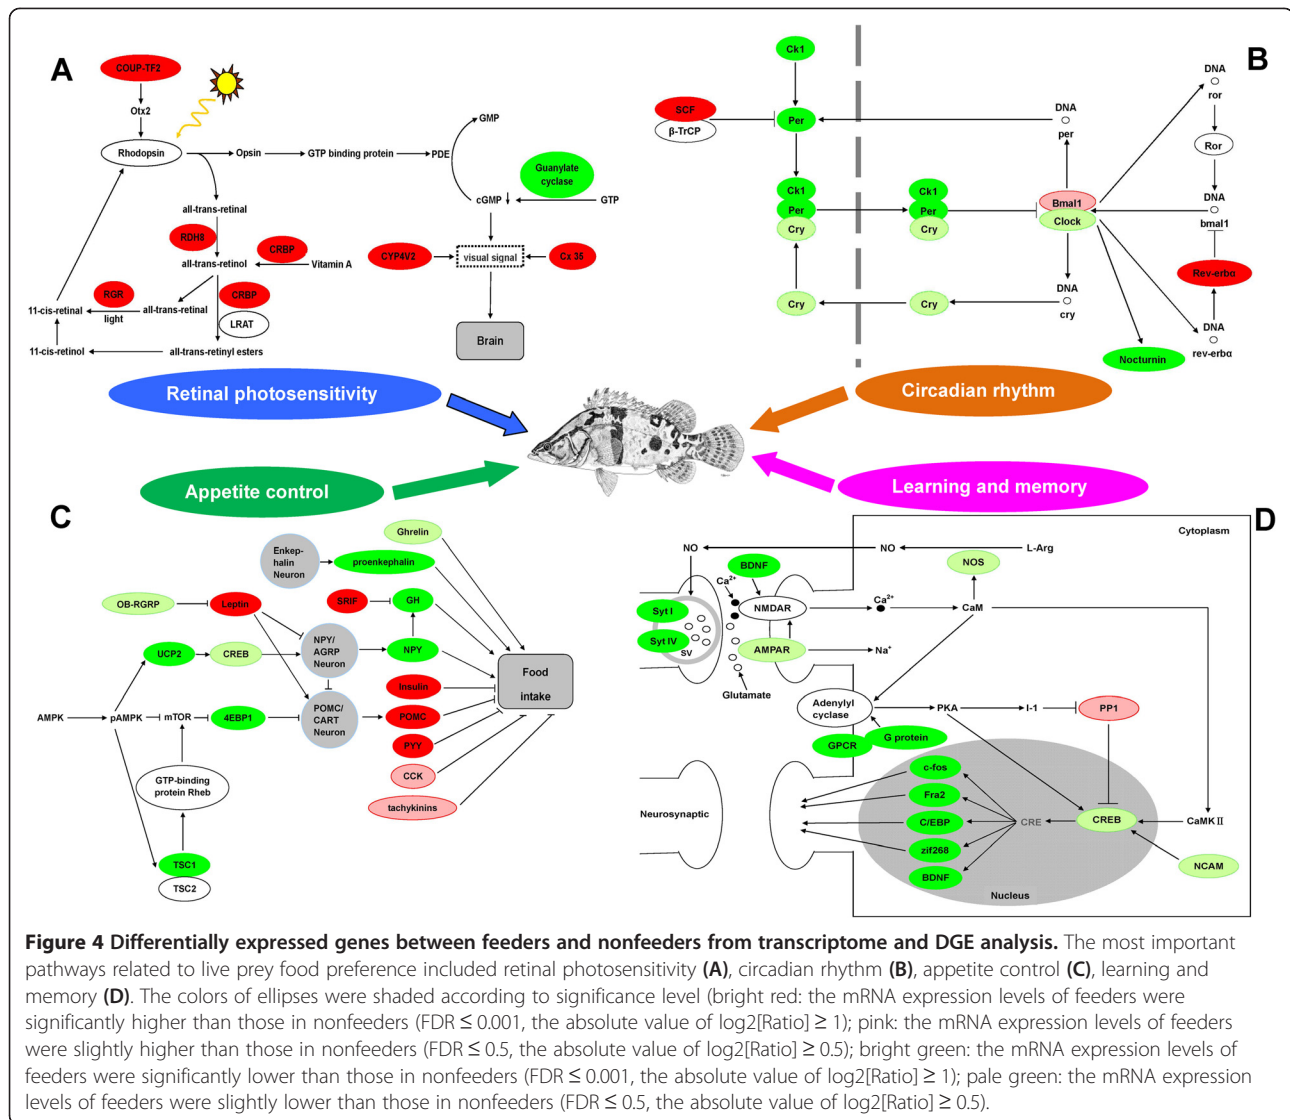 A
COUP-TF2
Otx2
Rhodopsin
Opsin
GTP binding protein
PDE
GMP
Guanylate
cyclase
cGMP
GTP
all-trans-retinal
RDH8
CRBP
all-trans-retinol
Vitamin A
CYP4V2
visual signal
Cx 35
RGR
CRBP
11-cis-retinal
light
all-trans-retinal
LRAT
11-cis-retinol
all-trans-retinyl esters
Brain
Retinal photosensitivity
B
Ck1
SCF
β-TrCP
Per
DNA
per
DNA
ror
Ror
Ck1
Per
Cry
Ck1
Per
Cry
Bmal1
Clock
DNA
bmal1
Rev-erbα
Cry
Cry
DNA
cry
DNA
rev-erbα
Nocturnin
Circadian rhythm
Appetite control
Learning and memory
C
Ghrelin
Enkep-
halin
Neuron
proenkephalin
OB-RGRP
Leptin
SRIF
GH
UCP2
CREB
NPY/
AGRP
Neuron
NPY
Food
intake
Insulin
AMPK
pAMPK
mTOR
4EBP1
POMC/
CART
Neuron
POMC
PYY
GTP-binding
protein Rheb
CCK
tachykinins
TSC1
TSC2
D
Cytoplasm
NO
NO
L-Arg
BDNF
NOS
Ca2+
Syt I
NMDAR
Ca2+
CaM
Syt IV
SV
AMPAR
Na+
Glutamate
Adenylyl
cyclase
PKA
I-1
PP1
GPCR
G protein
c-fos
Fra2
Neurosynaptic
C/EBP
CRE
CREB
CaMK II
zif268
NCAM
BDNF
Nucleus
Figure 4 Differentially expressed genes between feeders and nonfeeders from transcriptome and DGE analysis. The most important
pathways related to live prey food preference included retinal photosensitivity (A), circadian rhythm (B), appetite control (C), learning and
memory (D). The colors of ellipses were shaded according to significance level (bright red: the mRNA expression levels of feeders were
significantly higher than those in nonfeeders (FDR ≤ 0.001, the absolute value of log2[Ratio] ≥ 1); pink: the mRNA expression levels of feeders
were slightly higher than those in nonfeeders (FDR ≤ 0.5, the absolute value of log2[Ratio] ≥ 0.5); bright green: the mRNA expression levels of
feeders were significantly lower than those in nonfeeders (FDR ≤ 0.001, the absolute value of log2[Ratio] ≥ 1); pale green: the mRNA expression
levels of feeders were slightly lower than those in nonfeeders (FDR ≤ 0.5, the absolute value of log2[Ratio] ≥ 0.5).